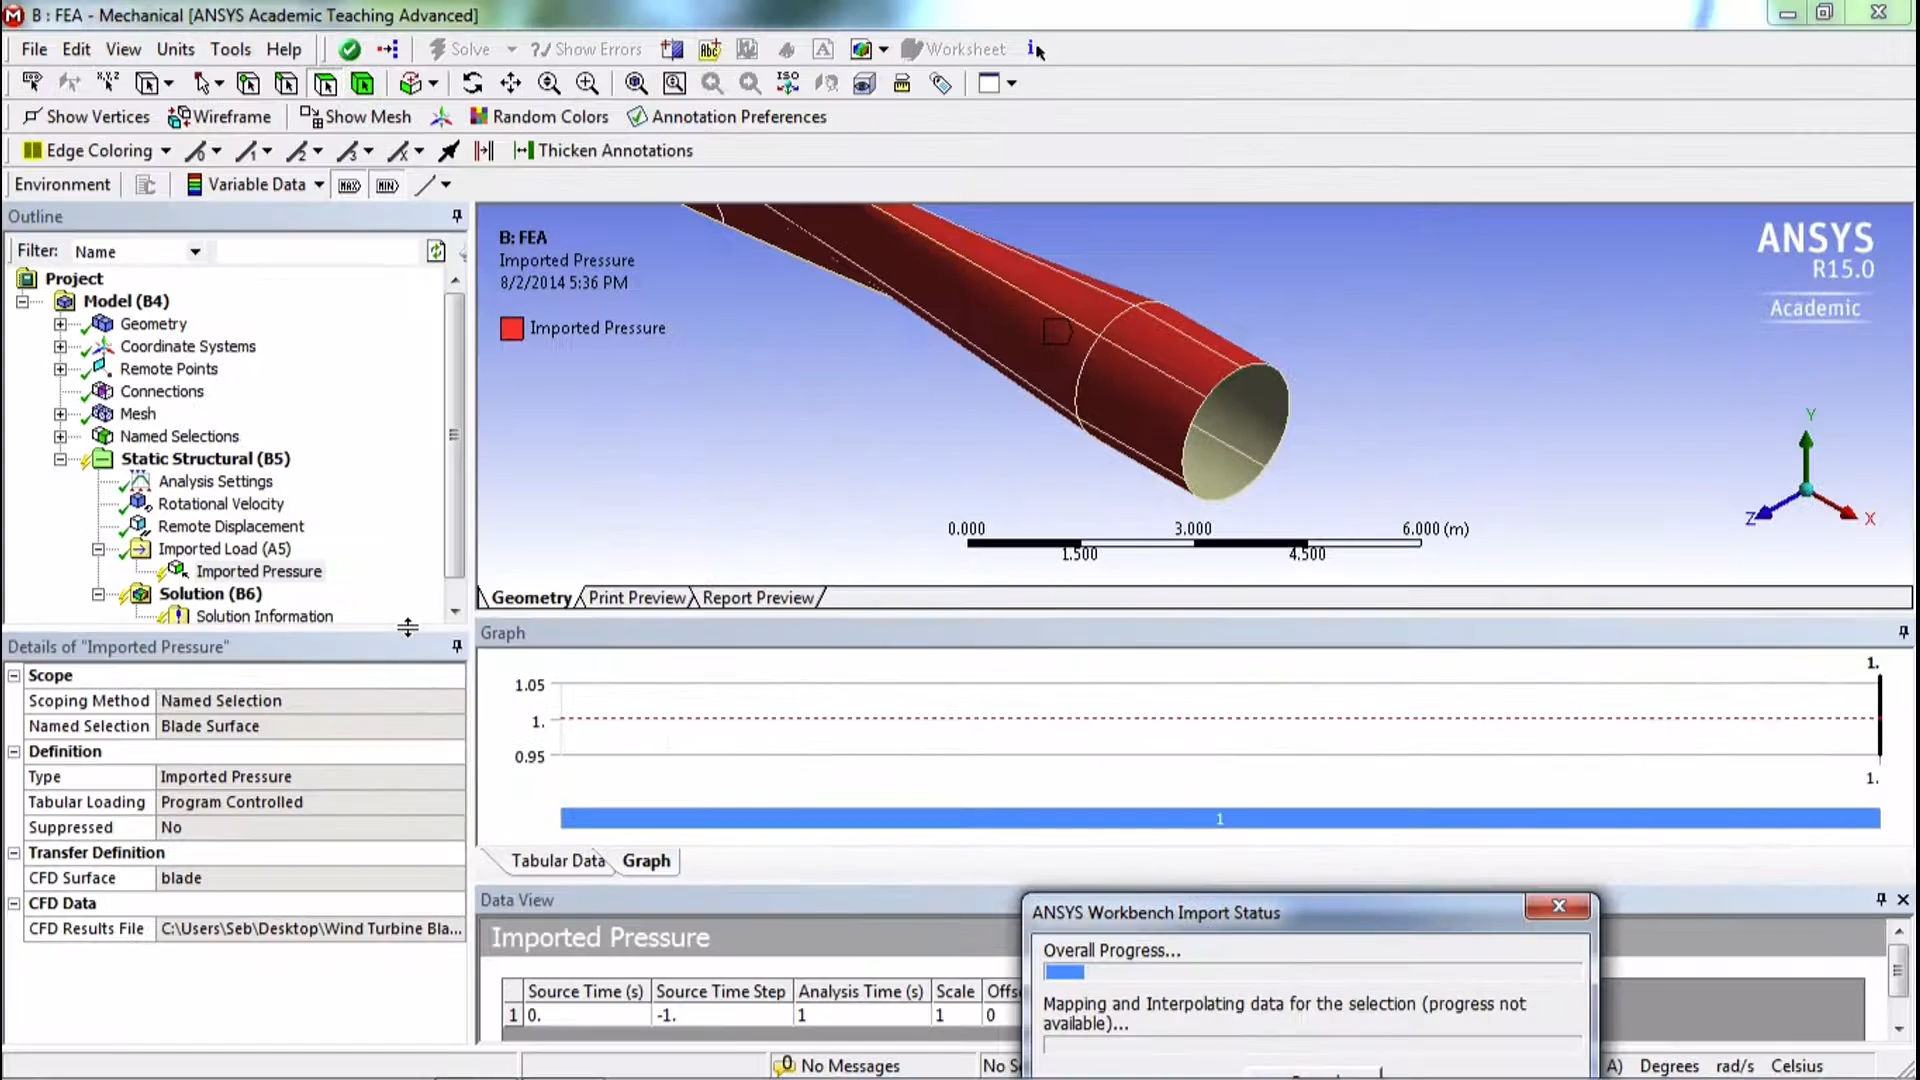 B : FEA - Mechanical [ANSYS Academic Teaching Advanced]
File Edit View Units Tools Help Solve Show Errors Worksheet
Show Vertices Wireframe Show Mesh Random Colors Annotation Preferences
Edge Coloring Thicken Annotations
Environment Variable Data MAX MIN
Outline
Filter: Name
Project
Model (B4)
Geometry
Coordinate Systems
Remote Points
Connections
Mesh
Named Selections
Static Structural (B5)
Analysis Settings
Rotational Velocity
Remote Displacement
Imported Load (A5)
Imported Pressure
Solution (B6)
Solution Information
Details of "Imported Pressure"
Scope
Scoping Method Named Selection
Named Selection Blade Surface
Definition
Type Imported Pressure
Tabular Loading Program Controlled
Suppressed No
Transfer Definition
CFD Surface blade
CFD Data
CFD Results File C:\Users\Seb\Desktop\Wind Turbine Bla...
B: FEA
Imported Pressure
8/2/2014 5:36 PM
Imported Pressure
ANSYS
R15.0
Academic
Y
Z X
0.000 3.000 6.000 (m)
1.500 4.500
Geometry Print Preview Report Preview
Graph
1.
1.05
1.
0.95
1.
1
Tabular Data Graph
Data View
Imported Pressure
Source Time (s) Source Time Step Analysis Time (s) Scale Offs
1 0. -1. 1 1 0
ANSYS Workbench Import Status
Overall Progress...
Mapping and Interpolating data for the selection (progress not
available)...
No Messages No S A) Degrees rad/s Celsius